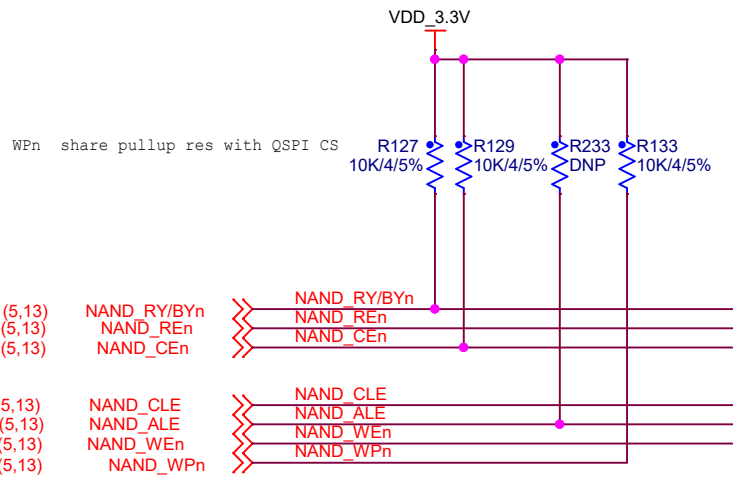 VDD_3.3V
WPn share pullup res with QSPI CS
R127 R129 R233 R133
10K/4/5% 10K/4/5% DNP 10K/4/5%
(5,13) NAND_RY/BYn NAND_RY/BYn
(5,13) NAND_REn NAND_REn
(5,13) NAND_CEn NAND_CEn
5,13) NAND_CLE NAND_CLE
(5,13) NAND_ALE NAND_ALE
(5,13) NAND_WEn NAND_WEn
(5,13) NAND_WPn NAND_WPn